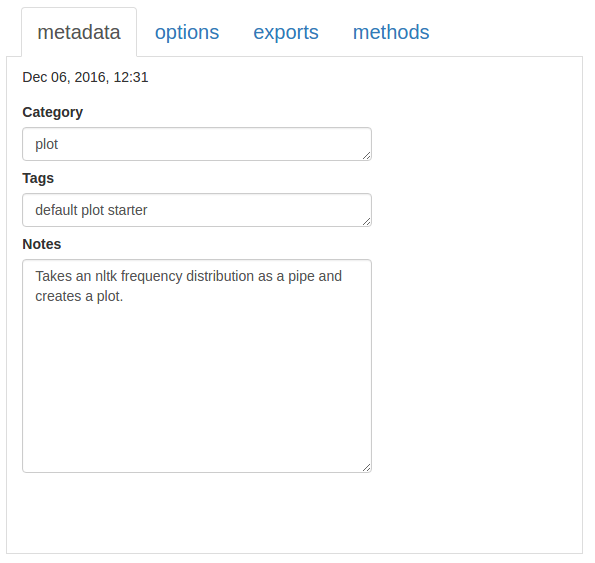 metadata options exports methods
Dec 06, 2016, 12:31
Category
plot
Tags
default plot starter
Notes
Takes an nltk frequency distribution as a pipe and
creates a plot.